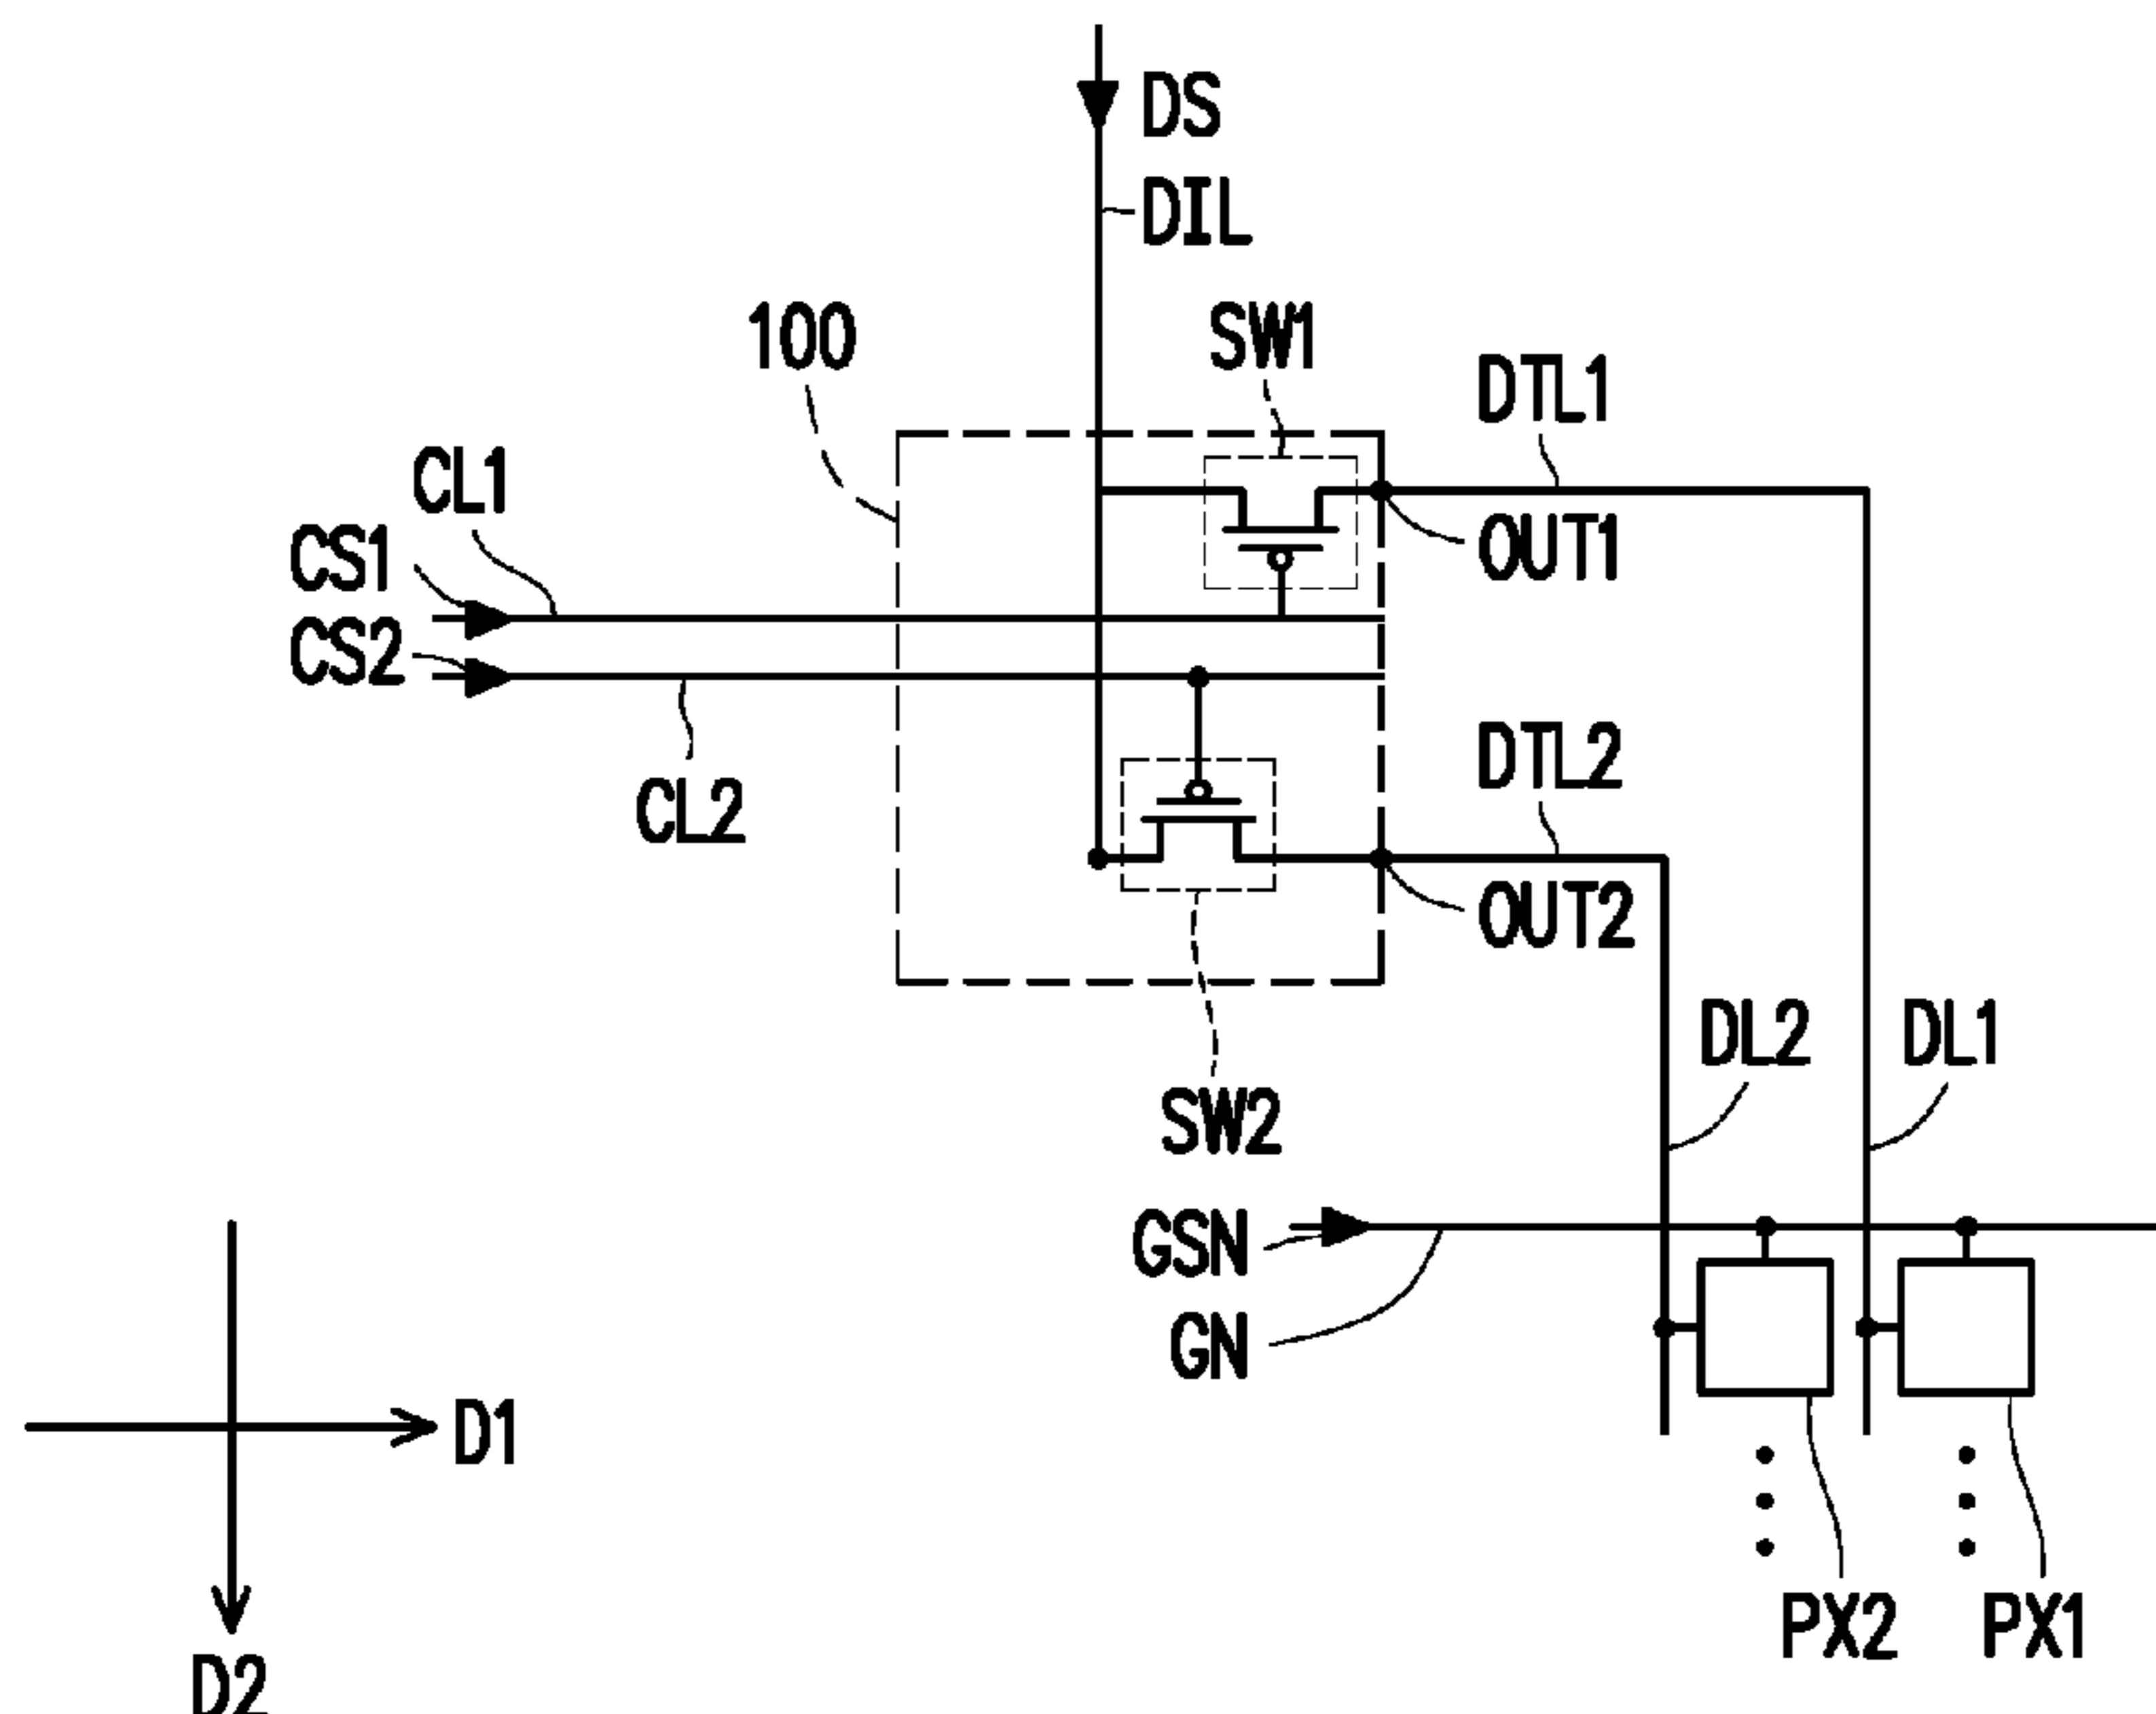 DS
DIL
100
SW1
DTL1
CL1
OUT1
CS1
CS2
DTL2
CL2
OUT2
DL2
DL1
SW2
GSN
GN
D1
PX2
PX1
D2